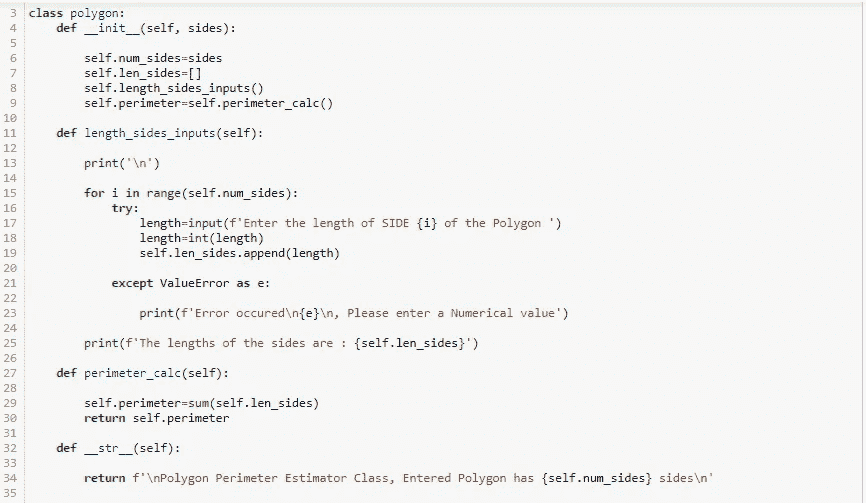 3 class polygon:
4     def __init__(self, sides):
5
6         self.num_sides=sides
7         self.len_sides=[]
8         self.length_sides_inputs()
9         self.perimeter=self.perimeter_calc()
10
11     def length_sides_inputs(self):
12
13         print('\n')
14
15         for i in range(self.num_sides):
16             try:
17                 length=input(f'Enter the length of SIDE {i} of the Polygon ')
18                 length=int(length)
19                 self.len_sides.append(length)
20
21             except ValueError as e:
22
23                 print(f'Error occured\n{e}\n, Please enter a Numerical value')
24
25         print(f'The lengths of the sides are : {self.len_sides}')
26
27     def perimeter_calc(self):
28
29         self.perimeter=sum(self.len_sides)
30         return self.perimeter
31
32     def __str__(self):
33
34         return f'\nPolygon Perimeter Estimator Class, Entered Polygon has {self.num_sides} sides\n'
35